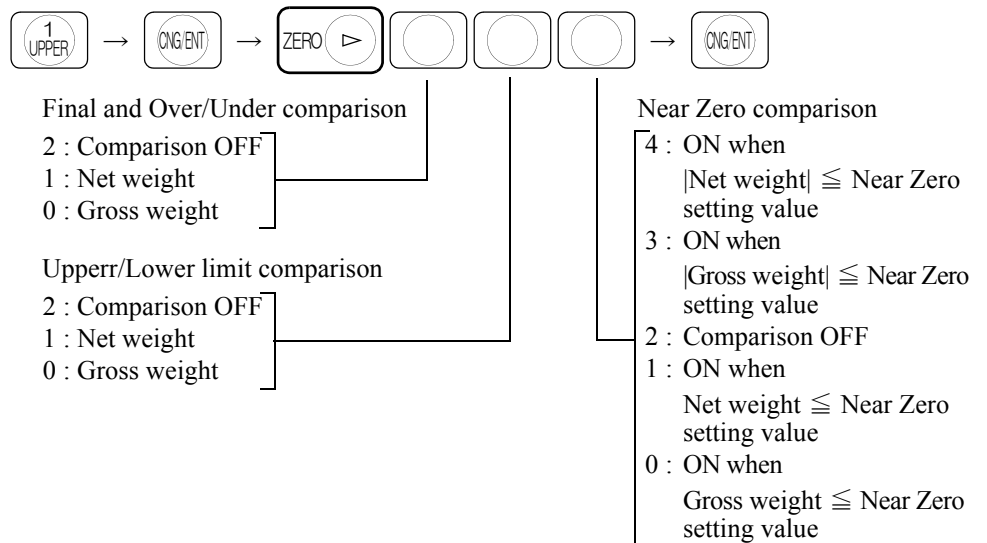 1 UPPER → CNG/ENT → ZERO ▷ → CNG/ENT
Final and Over/Under comparison
2 : Comparison OFF
1 : Net weight
0 : Gross weight
Upperr/Lower limit comparison
2 : Comparison OFF
1 : Net weight
0 : Gross weight
Near Zero comparison
4 : ON when
|Net weight| ≦ Near Zero
setting value
3 : ON when
|Gross weight| ≦ Near Zero
setting value
2 : Comparison OFF
1 : ON when
Net weight ≦ Near Zero
setting value
0 : ON when
Gross weight ≦ Near Zero
setting value